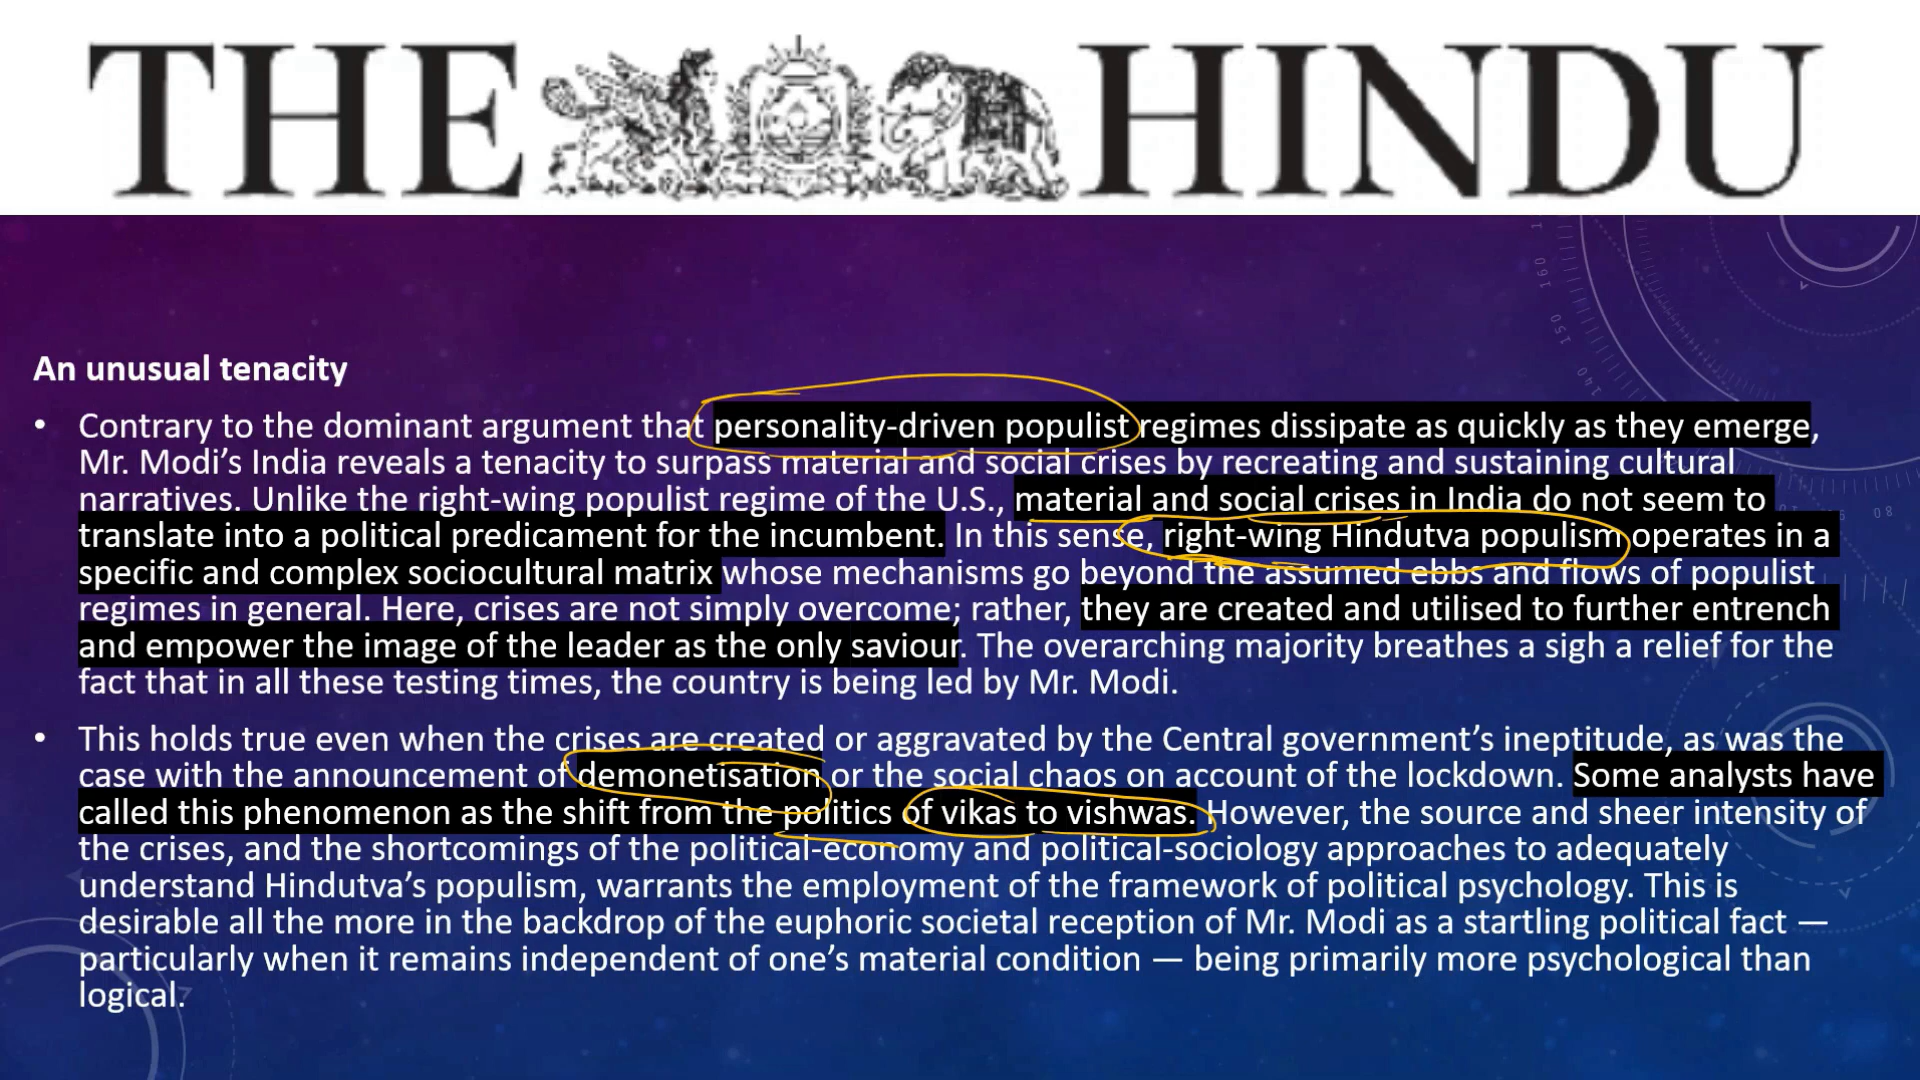 THE HINDU
An unusual tenacity
• Contrary to the dominant argument that personality-driven populist regimes dissipate as quickly as they emerge,
Mr. Modi’s India reveals a tenacity to surpass material and social crises by recreating and sustaining cultural
narratives. Unlike the right-wing populist regime of the U.S., material and social crises in India do not seem to
translate into a political predicament for the incumbent. In this sense, right-wing Hindutva populism operates in a
specific and complex sociocultural matrix whose mechanisms go beyond the assumed ebbs and flows of populist
regimes in general. Here, crises are not simply overcome; rather, they are created and utilised to further entrench
and empower the image of the leader as the only saviour. The overarching majority breathes a sigh a relief for the
fact that in all these testing times, the country is being led by Mr. Modi.
• This holds true even when the crises are created or aggravated by the Central government’s ineptitude, as was the
case with the announcement of demonetisation or the social chaos on account of the lockdown. Some analysts have
called this phenomenon as the shift from the politics of vikas to vishwas. However, the source and sheer intensity of
the crises, and the shortcomings of the political-economy and political-sociology approaches to adequately
understand Hindutva’s populism, warrants the employment of the framework of political psychology. This is
desirable all the more in the backdrop of the euphoric societal reception of Mr. Modi as a startling political fact —
particularly when it remains independent of one’s material condition — being primarily more psychological than
logical.
160
150
140